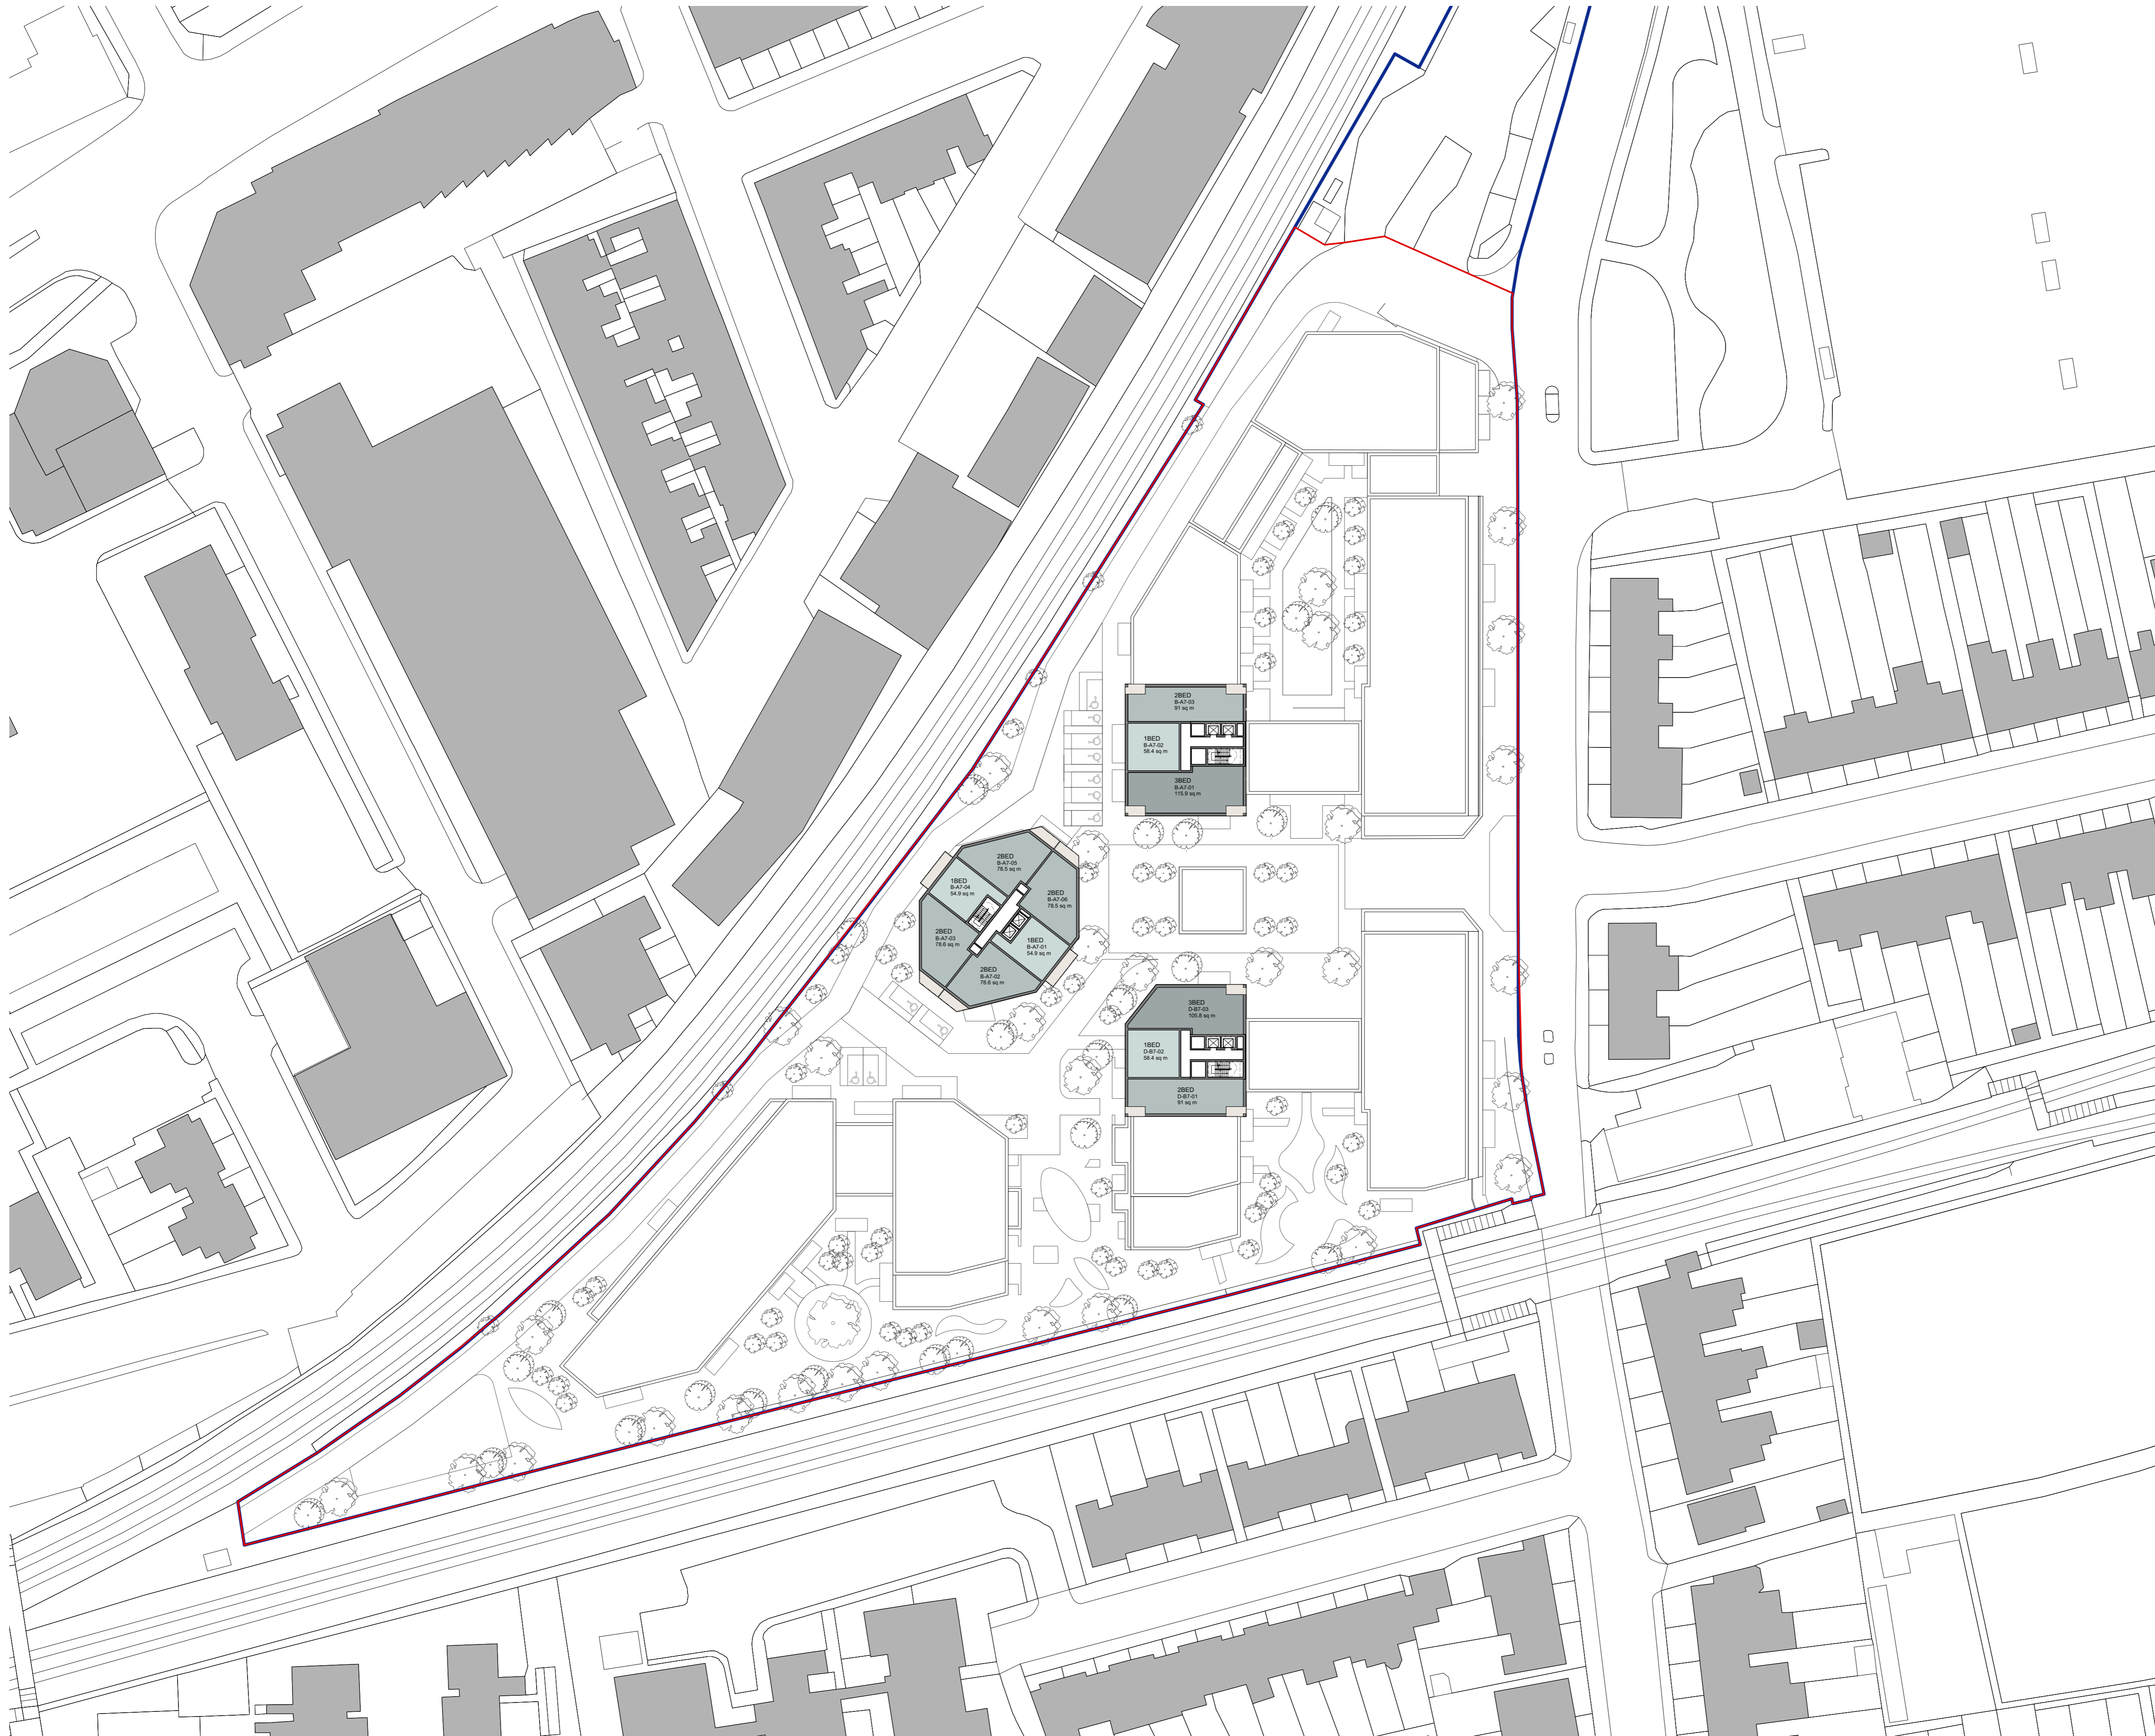 2BED
B-A7-03
91 sq m
1BED
B-A7-02
58.4 sq m
3BED
B-A7-01
115.9 sq m
2BED
B-A7-05
78.5 sq m
1BED
B-A7-04
54.9 sq m
2BED
B-A7-06
78.5 sq m
2BED
B-A7-03
78.6 sq m
1BED
B-A7-01
54.9 sq m
2BED
B-A7-02
78.6 sq m
3BED
D-B7-03
105.8 sq m
1BED
D-B7-02
58.4 sq m
2BED
D-B7-01
91 sq m